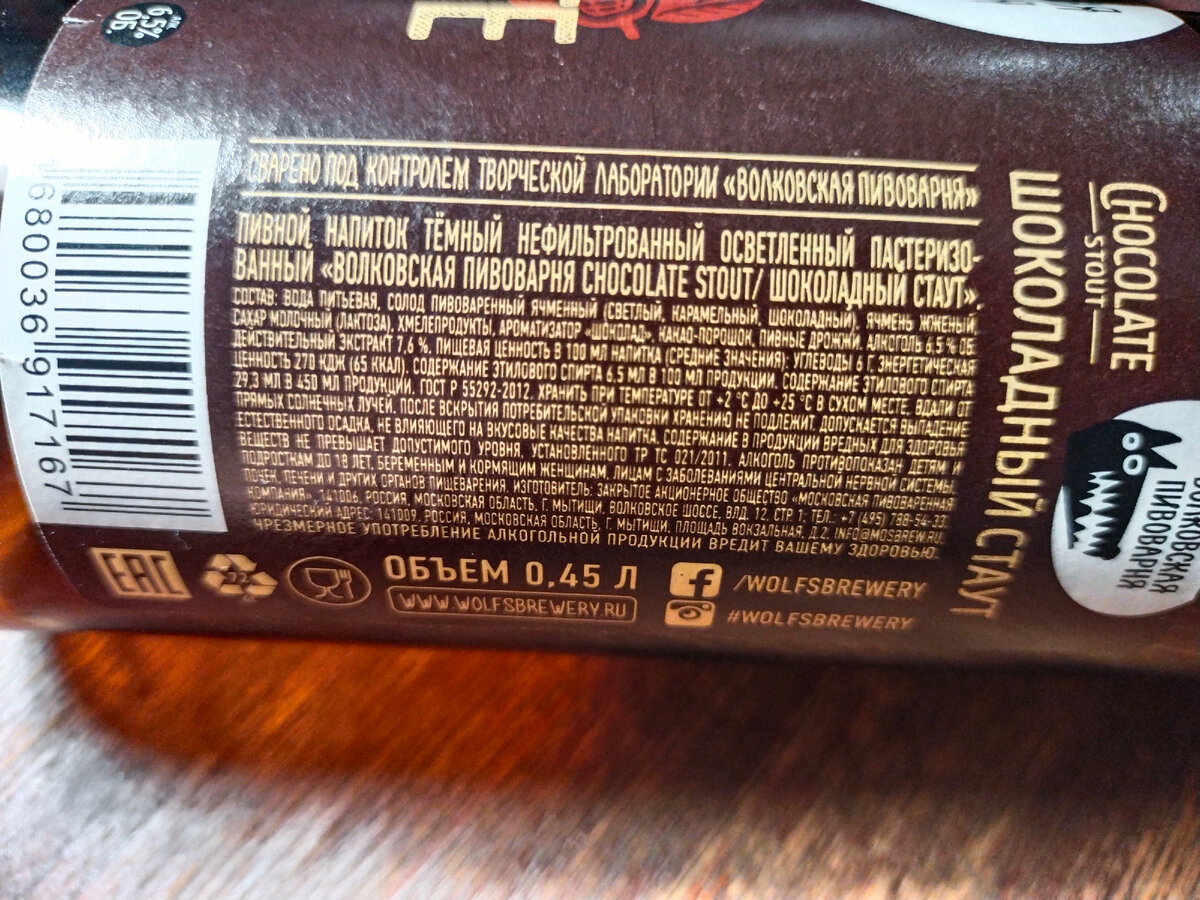 АЛК.
6,5%
ОБ.
Е
СВАРЕНО ПОД КОНТРОЛЕМ ТВОРЧЕСКОЙ ЛАБОРАТОРИИ «ВОЛКОВСКАЯ ПИВОВАРНЯ»
ПИВНОЙ НАПИТОК ТЁМНЫЙ НЕФИЛЬТРОВАННЫЙ ОСВЕТЛЕННЫЙ ПАСТЕРИЗО-
ВАННЫЙ «ВОЛКОВСКАЯ ПИВОВАРНЯ CHOCOLATE STOUT/ ШОКОЛАДНЫЙ СТАУТ».
СОСТАВ: ВОДА ПИТЬЕВАЯ, СОЛОД ПИВОВАРЕННЫЙ ЯЧМЕННЫЙ (СВЕТЛЫЙ, КАРАМЕЛЬНЫЙ, ШОКОЛАДНЫЙ), ЯЧМЕНЬ ЖЖЕНЫЙ,
САХАР МОЛОЧНЫЙ (ЛАКТОЗА), ХМЕЛЕПРОДУКТЫ, АРОМАТИЗАТОР «ШОКОЛАД», КАКАО-ПОРОШОК, ПИВНЫЕ ДРОЖЖИ. АЛКОГОЛЬ 6,5 % ОБ.
ДЕЙСТВИТЕЛЬНЫЙ ЭКСТРАКТ 7,6 %. ПИЩЕВАЯ ЦЕННОСТЬ В 100 МЛ НАПИТКА (СРЕДНИЕ ЗНАЧЕНИЯ): УГЛЕВОДЫ 6 Г. ЭНЕРГЕТИЧЕСКАЯ
ЦЕННОСТЬ 270 КДЖ (65 ККАЛ). СОДЕРЖАНИЕ ЭТИЛОВОГО СПИРТА 6,5 МЛ В 100 МЛ ПРОДУКЦИИ. СОДЕРЖАНИЕ ЭТИЛОВОГО СПИРТА
29,3 МЛ В 450 МЛ ПРОДУКЦИИ. ГОСТ Р 55292-2012. ХРАНИТЬ ПРИ ТЕМПЕРАТУРЕ ОТ +2 °С ДО +25 °С В СУХОМ МЕСТЕ, ВДАЛИ ОТ
ПРЯМЫХ СОЛНЕЧНЫХ ЛУЧЕЙ. ПОСЛЕ ВСКРЫТИЯ ПОТРЕБИТЕЛЬСКОЙ УПАКОВКИ ХРАНЕНИЮ НЕ ПОДЛЕЖИТ. ДОПУСКАЕТСЯ ВЫПАДЕНИЕ
ЕСТЕСТВЕННОГО ОСАДКА, НЕ ВЛИЯЮЩЕГО НА ВКУСОВЫЕ КАЧЕСТВА НАПИТКА. СОДЕРЖАНИЕ В ПРОДУКЦИИ ВРЕДНЫХ ДЛЯ ЗДОРОВЬЯ
ВЕЩЕСТВ НЕ ПРЕВЫШАЕТ ДОПУСТИМОГО УРОВНЯ, УСТАНОВЛЕННОГО ТР ТС 021/2011. АЛКОГОЛЬ ПРОТИВОПОКАЗАН ДЕТЯМ И
ПОДРОСТКАМ ДО 18 ЛЕТ, БЕРЕМЕННЫМ И КОРМЯЩИМ ЖЕНЩИНАМ, ЛИЦАМ С ЗАБОЛЕВАНИЯМИ ЦЕНТРАЛЬНОЙ НЕРВНОЙ СИСТЕМЫ,
ПОЧЕК, ПЕЧЕНИ И ДРУГИХ ОРГАНОВ ПИЩЕВАРЕНИЯ. ИЗГОТОВИТЕЛЬ: ЗАКРЫТОЕ АКЦИОНЕРНОЕ ОБЩЕСТВО «МОСКОВСКАЯ ПИВОВАРЕННАЯ
КОМПАНИЯ», 141006, РОССИЯ, МОСКОВСКАЯ ОБЛАСТЬ, Г. МЫТИЩИ, ВОЛКОВСКОЕ ШОССЕ, ВЛД. 12, СТР. 1; ТЕЛ.: +7 (495) 788-54-33.
ЮРИДИЧЕСКИЙ АДРЕС: 141009, РОССИЯ, МОСКОВСКАЯ ОБЛАСТЬ, Г. МЫТИЩИ, ПЛОЩАДЬ ВОКЗАЛЬНАЯ, Д.2. INFO@MOSBREW.RU
ЧРЕЗМЕРНОЕ УПОТРЕБЛЕНИЕ АЛКОГОЛЬНОЙ ПРОДУКЦИИ ВРЕДИТ ВАШЕМУ ЗДОРОВЬЮ.
EAC
72
ОБЪЕМ 0,45 Л
WWW.WOLFSBREWERY.RU
/WOLFSBREWERY
#WOLFSBREWERY
680036 917167
CHOCOLATE
STOUT
ШОКОЛАДНЫЙ СТАУТ
ВОЛКОВСКАЯ
ПИВОВАРНЯ